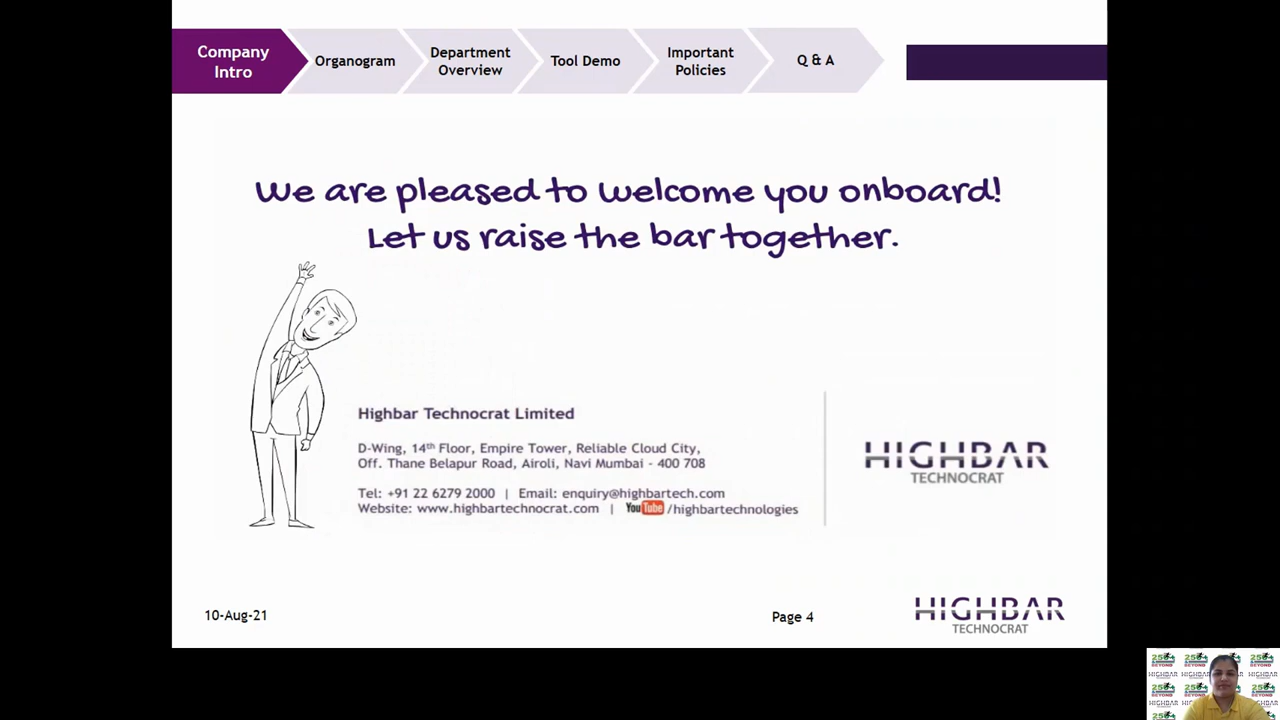 Company
Intro
Organogram
Department
Overview
Tool Demo
Important
Policies
Q & A
We are pleased to welcome you onboard!
Let us raise the bar together.
Highbar Technocrat Limited
D-Wing, 14th Floor, Empire Tower, Reliable Cloud City,
Off. Thane Belapur Road, Airoli, Navi Mumbai - 400 708
Tel: +91 22 6279 2000 | Email: enquiry@highbartech.com
Website: www.highbartechnocrat.com | YouTube /highbartechnologies
HIGHBAR
TECHNOCRAT
10-Aug-21
Page 4
HIGHBAR
TECHNOCRAT